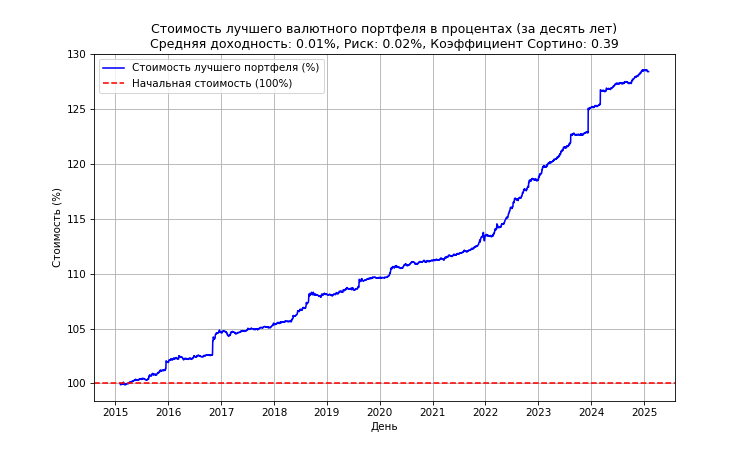 Стоимость лучшего валютного портфеля в процентах (за десять лет)
Средняя доходность: 0.01%, Риск: 0.02%, Коэффициент Сортино: 0.39
Стоимость лучшего портфеля (%)
Начальная стоимость (100%)
Стоимость (%)
130
125
120
115
110
105
100
2015 2016 2017 2018 2019 2020 2021 2022 2023 2024 2025
День